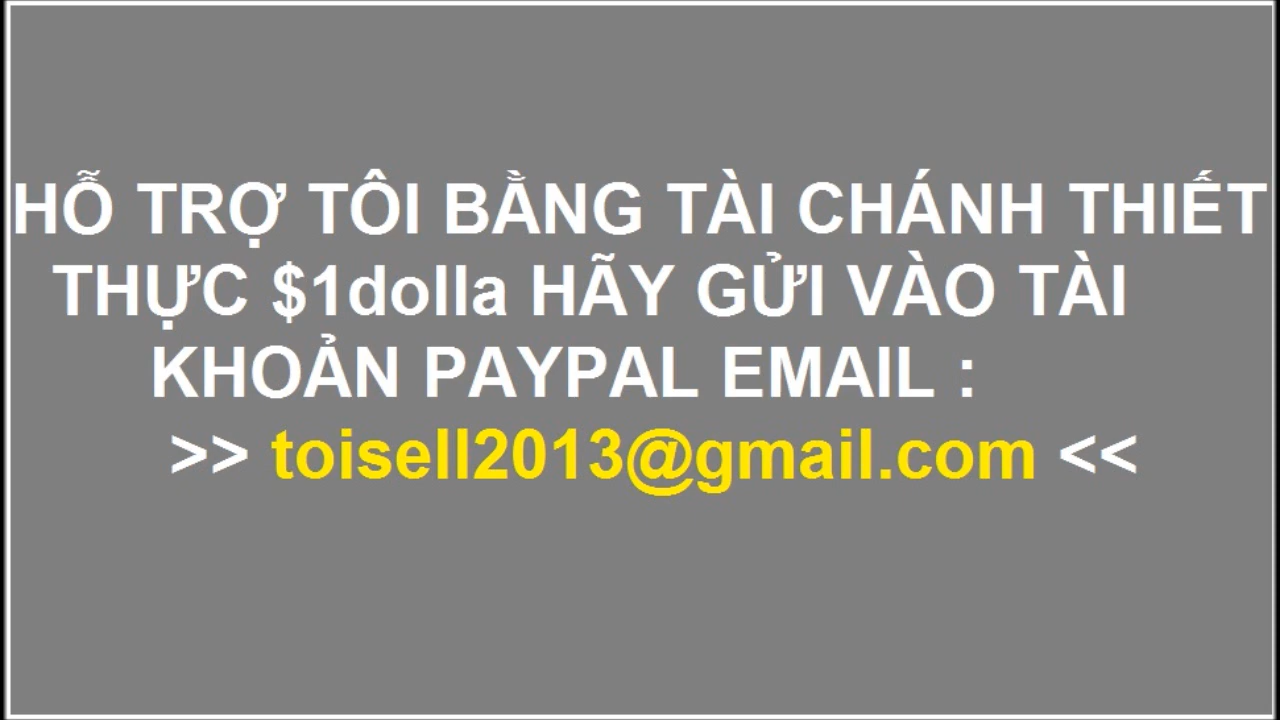 HỖ TRỢ TÔI BẰNG TÀI CHÁNH THIẾT
THỰC $1dolla HÃY GỬI VÀO TÀI
KHOẢN PAYPAL EMAIL :
>> toisell2013@gmail.com <<